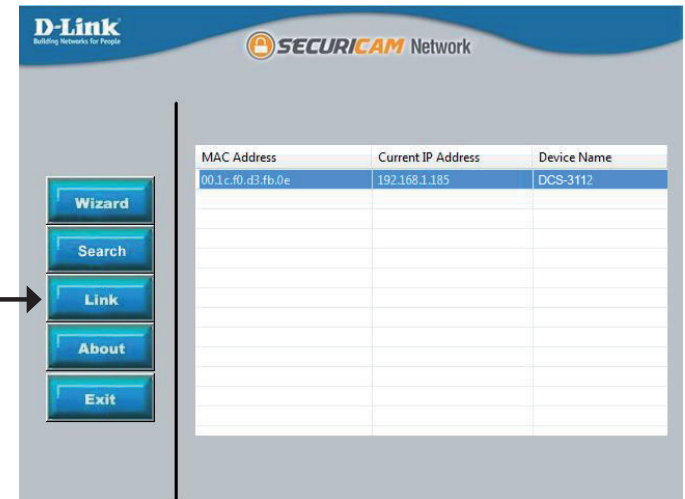 D-Link
Building Networks for People
SECURICAM Network
MAC Address Current IP Address Device Name
00.1c.f0.d3.fb.0e 192.168.1.185 DCS-3112
Wizard
Search
Link
About
Exit